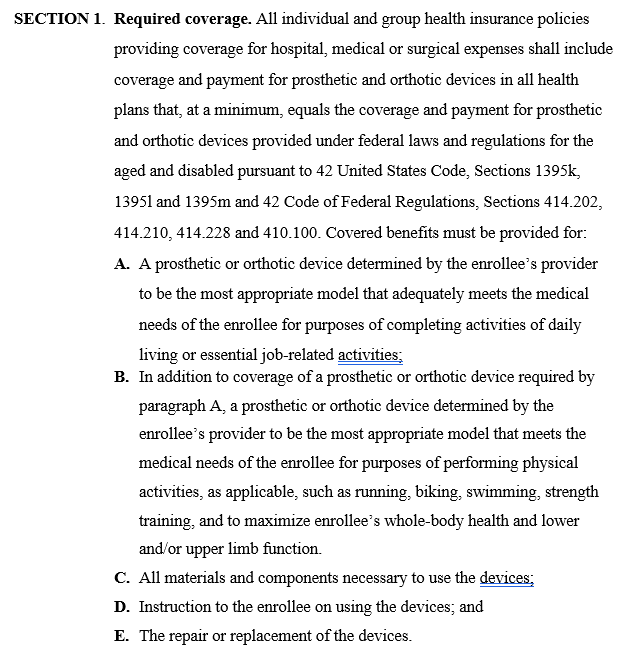 SECTION 1. Required coverage. All individual and group health insurance policies
providing coverage for hospital, medical or surgical expenses shall include
coverage and payment for prosthetic and orthotic devices in all health
plans that, at a minimum, equals the coverage and payment for prosthetic
and orthotic devices provided under federal laws and regulations for the
aged and disabled pursuant to 42 United States Code, Sections 1395k,
1395l and 1395m and 42 Code of Federal Regulations, Sections 414.202,
414.210, 414.228 and 410.100. Covered benefits must be provided for:
A. A prosthetic or orthotic device determined by the enrollee’s provider
to be the most appropriate model that adequately meets the medical
needs of the enrollee for purposes of completing activities of daily
living or essential job-related activities;
B. In addition to coverage of a prosthetic or orthotic device required by
paragraph A, a prosthetic or orthotic device determined by the
enrollee’s provider to be the most appropriate model that meets the
medical needs of the enrollee for purposes of performing physical
activities, as applicable, such as running, biking, swimming, strength
training, and to maximize enrollee’s whole-body health and lower
and/or upper limb function.
C. All materials and components necessary to use the devices;
D. Instruction to the enrollee on using the devices; and
E. The repair or replacement of the devices.